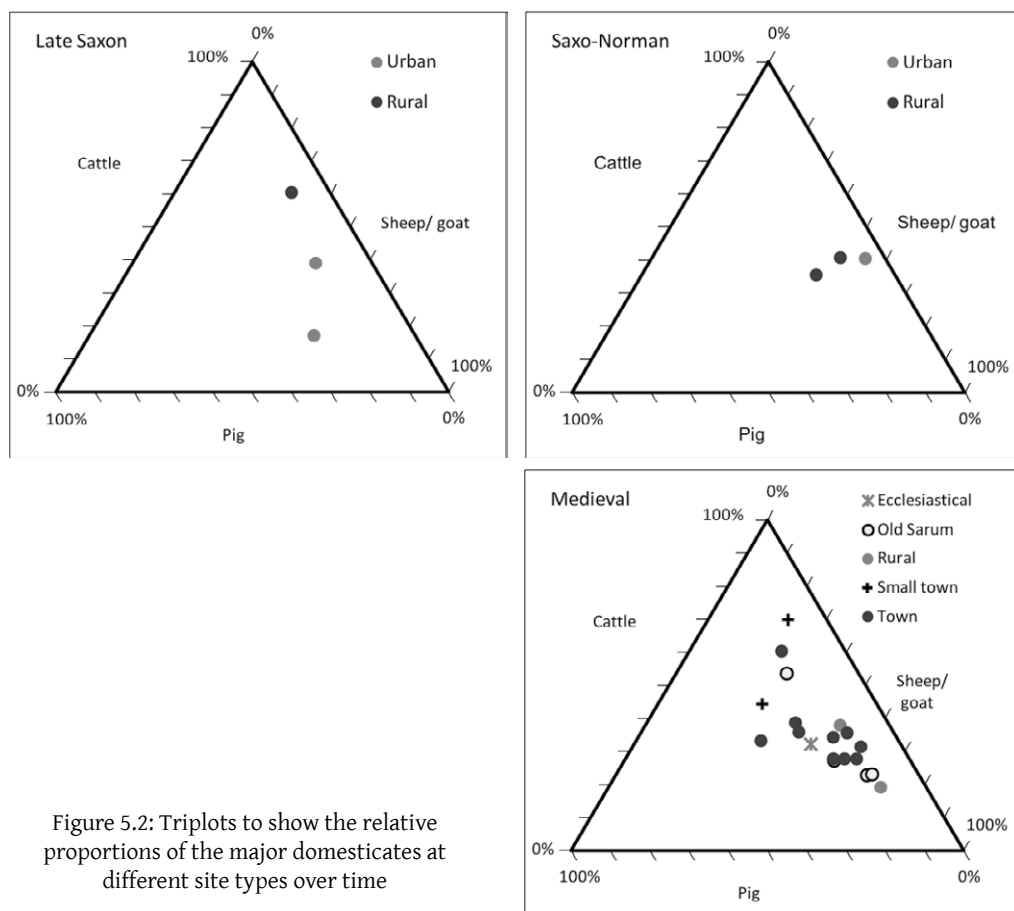 Late Saxon
0%
100%
Urban
Rural
Cattle
Sheep/ goat
100%
0%
100%
0%
Pig
Saxo-Norman
0%
100%
Urban
Rural
Cattle
Sheep/ goat
100%
0%
100%
0%
Pig
Medieval
0%
100%
Ecclesiastical
Old Sarum
Rural
Small town
Town
Cattle
Sheep/
goat
100%
0%
100%
0%
Pig
Figure 5.2: Triplots to show the relative
proportions of the major domesticates at
different site types over time